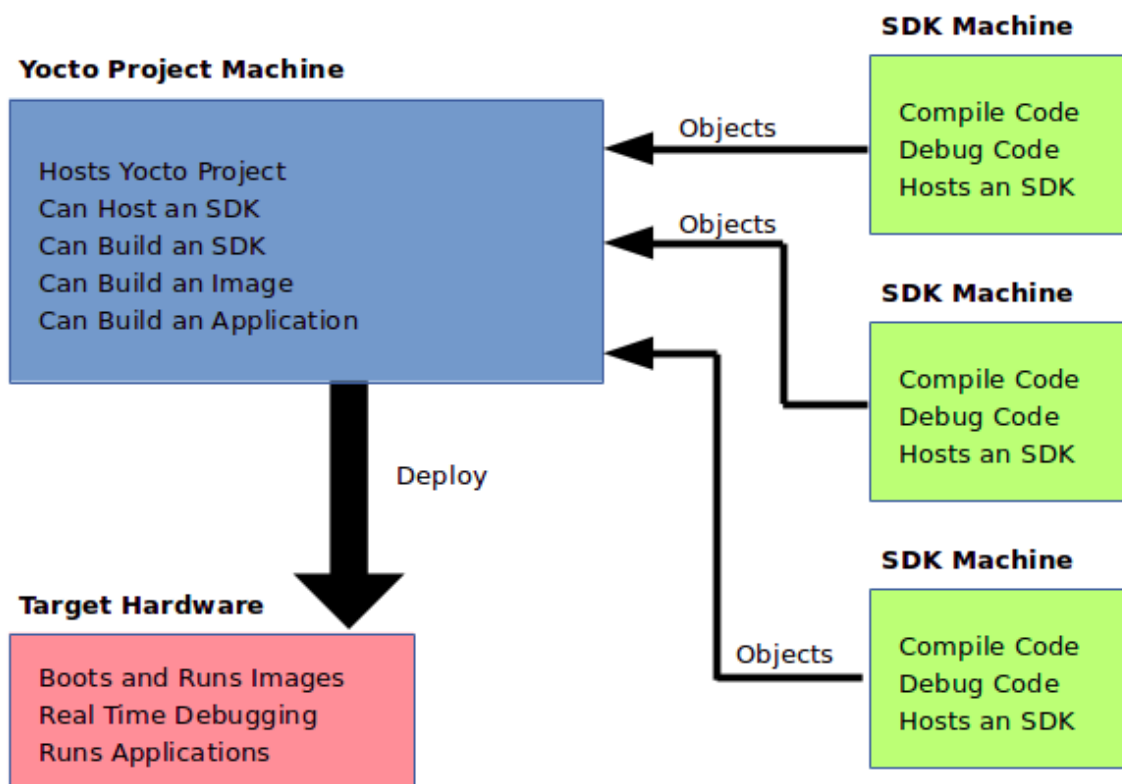 SDK Machine
Yocto Project Machine
Compile Code
Debug Code
Hosts an SDK
Objects
Hosts Yocto Project
Can Host an SDK
Can Build an SDK
Can Build an Image
Can Build an Application
Objects
SDK Machine
Compile Code
Debug Code
Hosts an SDK
Deploy
SDK Machine
Target Hardware
Objects
Compile Code
Debug Code
Hosts an SDK
Boots and Runs Images
Real Time Debugging
Runs Applications